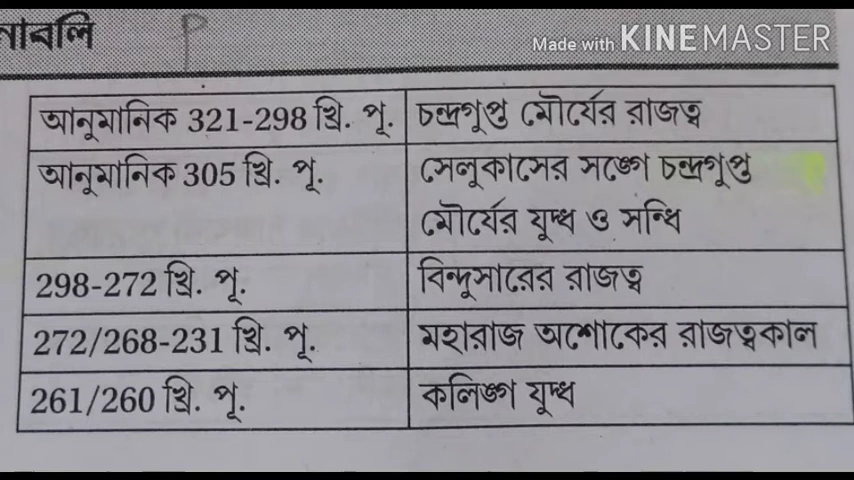 নাবলি
Made with KINEMASTER
আনুমানিক 321-298 খ্রি. পূ. চন্দ্রগুপ্ত মৌর্যের রাজত্ব
আনুমানিক 305 খ্রি. পূ. সেলুকাসের সঙ্গে চন্দ্রগুপ্ত
মৌর্যের যুদ্ধ ও সন্ধি
298-272 খ্রি. পূ. বিন্দুসারের রাজত্ব
272/268-231 খ্রি. পূ. মহারাজ অশোকের রাজত্বকাল
261/260 খ্রি. পূ. কলিঙ্গ যুদ্ধ